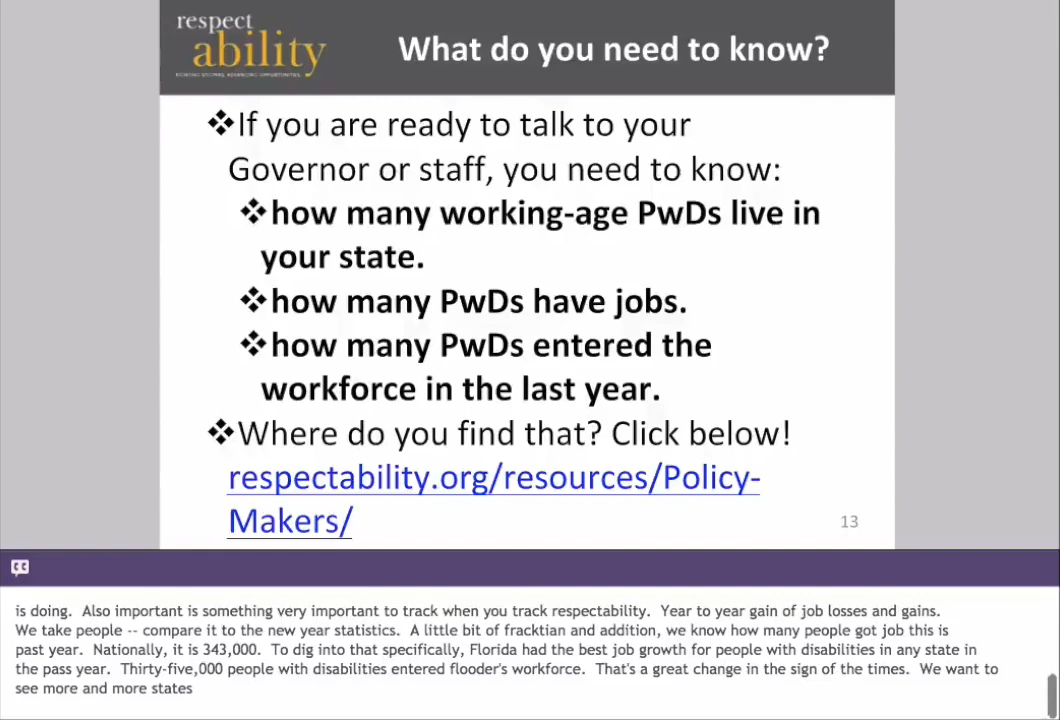 respect
ability
What do you need to know?
❖If you are ready to talk to your
Governor or staff, you need to know:
❖how many working-age PwDs live in
your state.
❖how many PwDs have jobs.
❖how many PwDs entered the
workforce in the last year.
❖Where do you find that? Click below!
respectability.org/resources/Policy-
Makers/
13
cc
is doing.  Also important is something very important to track when you track respectability.  Year to year gain of job losses and gains.
We take people -- compare it to the new year statistics.  A little bit of fracktian and addition, we know how many people got job this is
past year.  Nationally, it is 343,000.  To dig into that specifically, Florida had the best job growth for people with disabilities in any state in
the pass year.  Thirty-five,000 people with disabilities entered flooder's workforce.  That's a great change in the sign of the times.  We want to
see more and more states